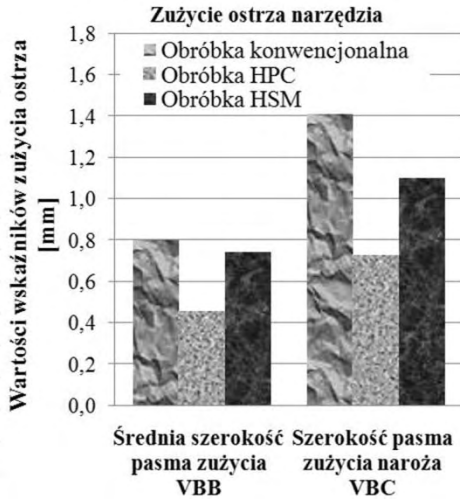 Zużycie ostrza narzędzia
Wartości wskaźników zużycia ostrza
[mm]
1,8
1,6
1,4
1,2
1,0
0,8
0,6
0,4
0,2
0,0
Obróbka konwencjonalna
Obróbka HPC
Obróbka HSM
Średnia szerokość
pasma zużycia
VBB
Szerokość pasma
zużycia naroża
VBC